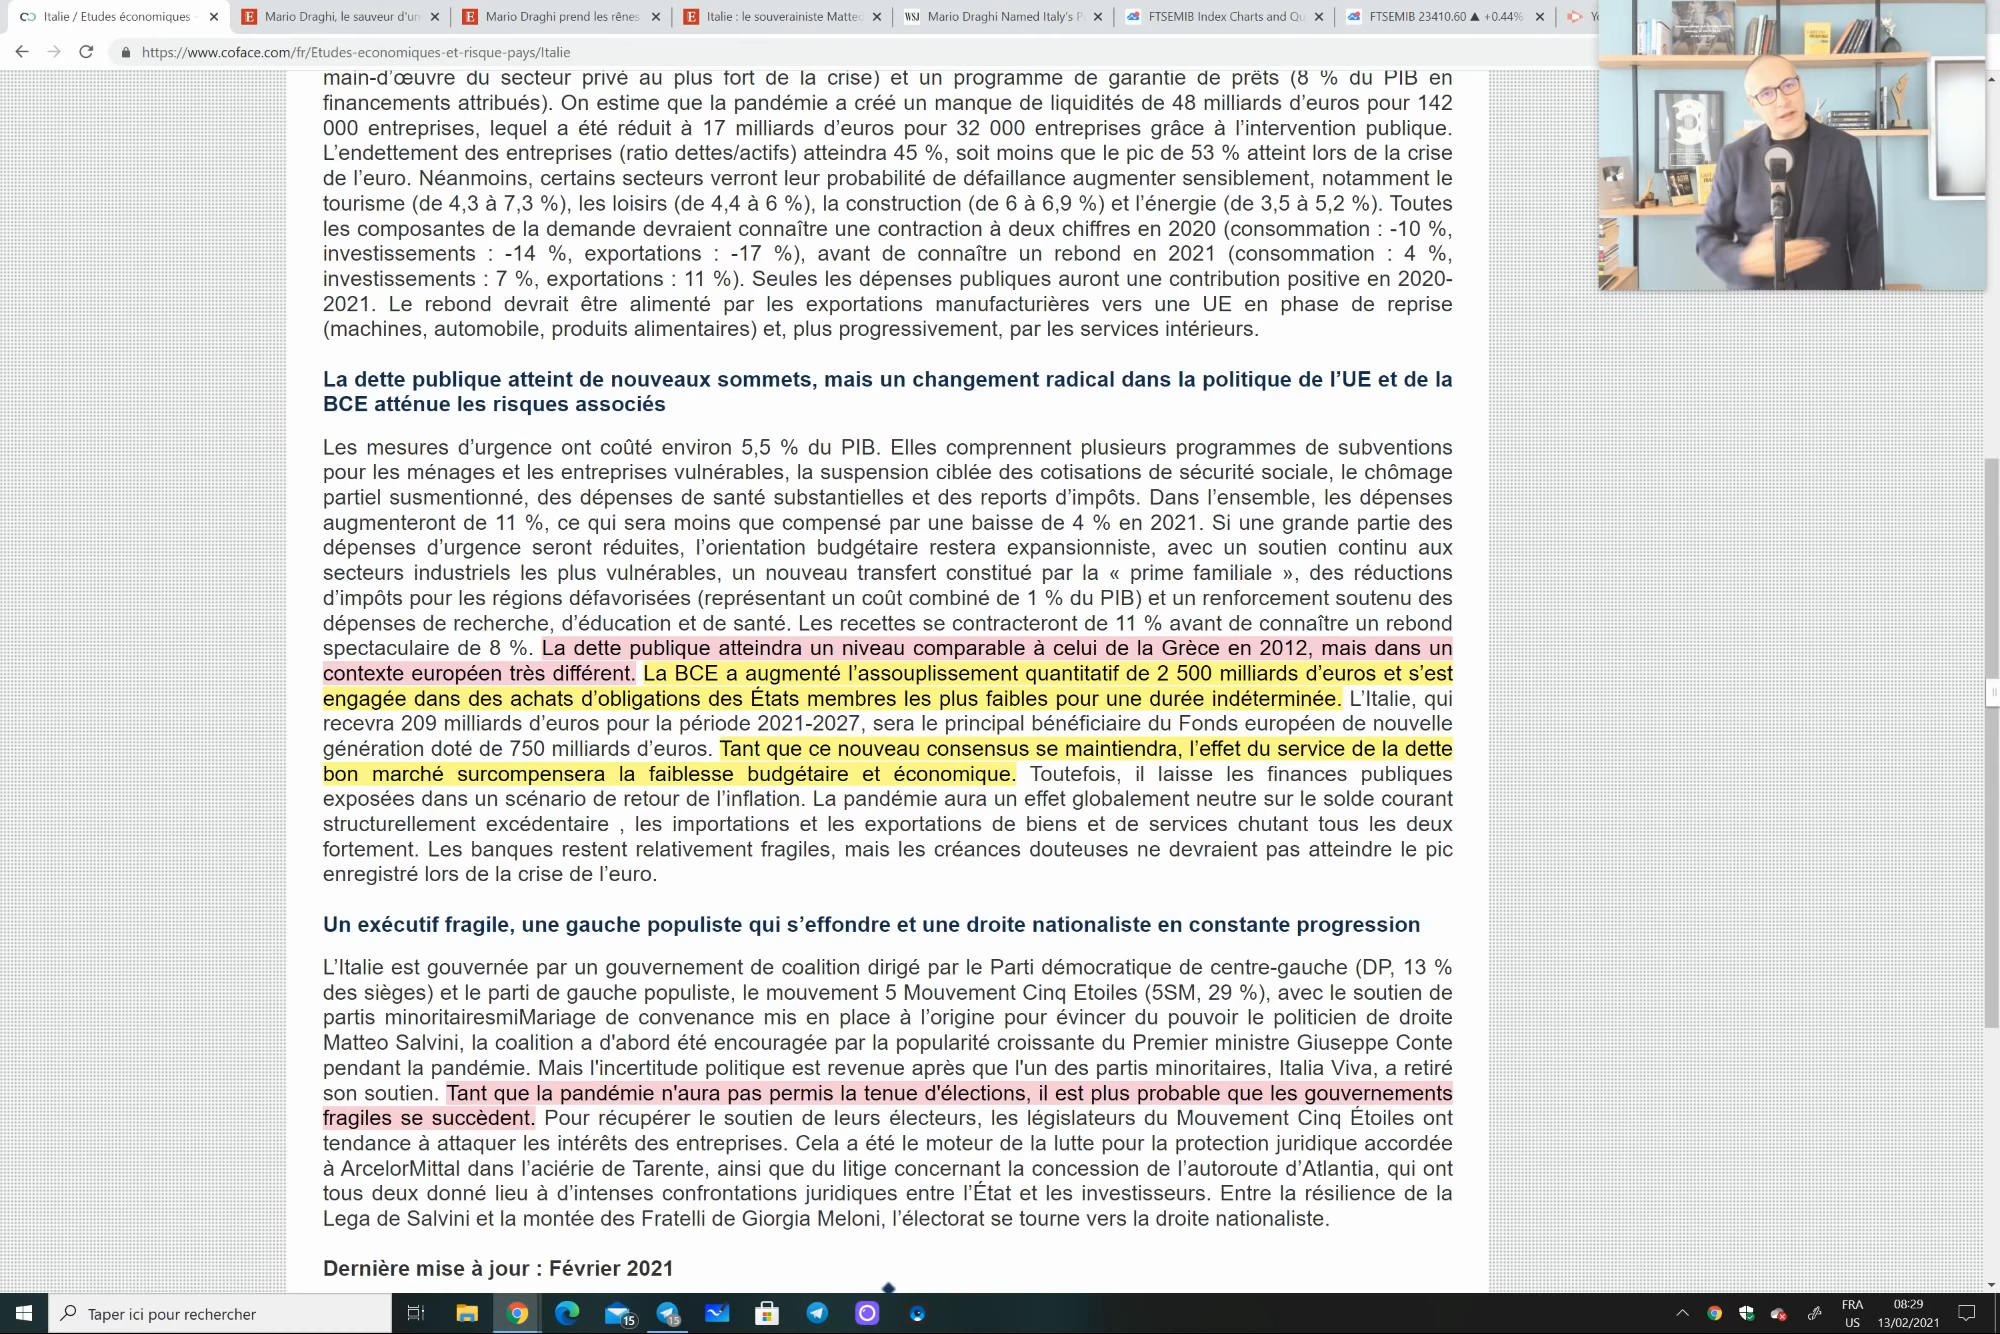 Italie / Etudes économiques -
Mario Draghi, le sauveur d'un
Mario Draghi prend les rênes
Italie : le souverainiste Matteo
WSJ Mario Draghi Named Italy's P
FTSEMIB Index Charts and Qu
FTSEMIB 23410.60 ▲ +0.44%
https://www.coface.com/fr/Etudes-economiques-et-risque-pays/Italie
main-d'œuvre du secteur privé au plus fort de la crise) et un programme de garantie de prêts (8 % du PIB en
financements attribués). On estime que la pandémie a créé un manque de liquidités de 48 milliards d'euros pour 142
000 entreprises, lequel a été réduit à 17 milliards d'euros pour 32 000 entreprises grâce à l'intervention publique.
L'endettement des entreprises (ratio dettes/actifs) atteindra 45 %, soit moins que le pic de 53 % atteint lors de la crise
de l'euro. Néanmoins, certains secteurs verront leur probabilité de défaillance augmenter sensiblement, notamment le
tourisme (de 4,3 à 7,3 %), les loisirs (de 4,4 à 6 %), la construction (de 6 à 6,9 %) et l'énergie (de 3,5 à 5,2 %). Toutes
les composantes de la demande devraient connaître une contraction à deux chiffres en 2020 (consommation : -10 %,
investissements : -14 %, exportations : -17 %), avant de connaître un rebond en 2021 (consommation : 4 %,
investissements : 7 %, exportations : 11 %). Seules les dépenses publiques auront une contribution positive en 2020-
2021. Le rebond devrait être alimenté par les exportations manufacturières vers une UE en phase de reprise
(machines, automobile, produits alimentaires) et, plus progressivement, par les services intérieurs.
La dette publique atteint de nouveaux sommets, mais un changement radical dans la politique de l'UE et de la
BCE atténue les risques associés
Les mesures d'urgence ont coûté environ 5,5 % du PIB. Elles comprennent plusieurs programmes de subventions
pour les ménages et les entreprises vulnérables, la suspension ciblée des cotisations de sécurité sociale, le chômage
partiel susmentionné, des dépenses de santé substantielles et des reports d'impôts. Dans l'ensemble, les dépenses
augmenteront de 11 %, ce qui sera moins que compensé par une baisse de 4 % en 2021. Si une grande partie des
dépenses d'urgence seront réduites, l'orientation budgétaire restera expansionniste, avec un soutien continu aux
secteurs industriels les plus vulnérables, un nouveau transfert constitué par la « prime familiale », des réductions
d'impôts pour les régions défavorisées (représentant un coût combiné de 1 % du PIB) et un renforcement soutenu des
dépenses de recherche, d'éducation et de santé. Les recettes se contracteront de 11 % avant de connaître un rebond
spectaculaire de 8 %. La dette publique atteindra un niveau comparable à celui de la Grèce en 2012, mais dans un
contexte européen très différent. La BCE a augmenté l'assouplissement quantitatif de 2 500 milliards d'euros et s'est
engagée dans des achats d'obligations des États membres les plus faibles pour une durée indéterminée. L'Italie, qui
recevra 209 milliards d'euros pour la période 2021-2027, sera le principal bénéficiaire du Fonds européen de nouvelle
génération doté de 750 milliards d'euros. Tant que ce nouveau consensus se maintiendra, l'effet du service de la dette
bon marché surcompensera la faiblesse budgétaire et économique. Toutefois, il laisse les finances publiques
exposées dans un scénario de retour de l'inflation. La pandémie aura un effet globalement neutre sur le solde courant
structurellement excédentaire , les importations et les exportations de biens et de services chutant tous les deux
fortement. Les banques restent relativement fragiles, mais les créances douteuses ne devraient pas atteindre le pic
enregistré lors de la crise de l'euro.
Un exécutif fragile, une gauche populiste qui s'effondre et une droite nationaliste en constante progression
L'Italie est gouvernée par un gouvernement de coalition dirigé par le Parti démocratique de centre-gauche (DP, 13 %
des sièges) et le parti de gauche populiste, le mouvement 5 Mouvement Cinq Etoiles (5SM, 29 %), avec le soutien de
partis minoritairesmiMariage de convenance mis en place à l'origine pour évincer du pouvoir le politicien de droite
Matteo Salvini, la coalition a d'abord été encouragée par la popularité croissante du Premier ministre Giuseppe Conte
pendant la pandémie. Mais l'incertitude politique est revenue après que l'un des partis minoritaires, Italia Viva, a retiré
son soutien. Tant que la pandémie n'aura pas permis la tenue d'élections, il est plus probable que les gouvernements
fragiles se succèdent. Pour récupérer le soutien de leurs électeurs, les législateurs du Mouvement Cinq Étoiles ont
tendance à attaquer les intérêts des entreprises. Cela a été le moteur de la lutte pour la protection juridique accordée
à ArcelorMittal dans l'aciérie de Tarente, ainsi que du litige concernant la concession de l'autoroute d'Atlantia, qui ont
tous deux donné lieu à d'intenses confrontations juridiques entre l'État et les investisseurs. Entre la résilience de la
Lega de Salvini et la montée des Fratelli de Giorgia Meloni, l'électorat se tourne vers la droite nationaliste.
Dernière mise à jour : Février 2021
Taper ici pour rechercher
15
15
FRA
US
08:29
13/02/2021